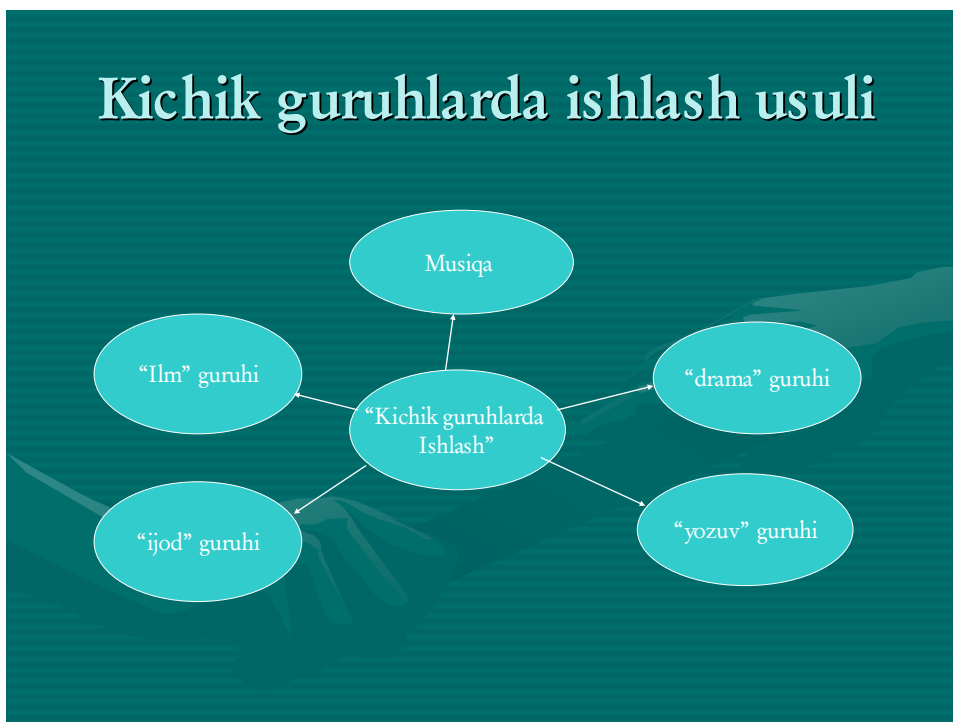 Kichik guruhlarda ishlash usuli
Musiqa
“Ilm” guruhi
“drama” guruhi
“Kichik guruhlarda
Ishlash”
“ijod” guruhi
“yozuv” guruhi